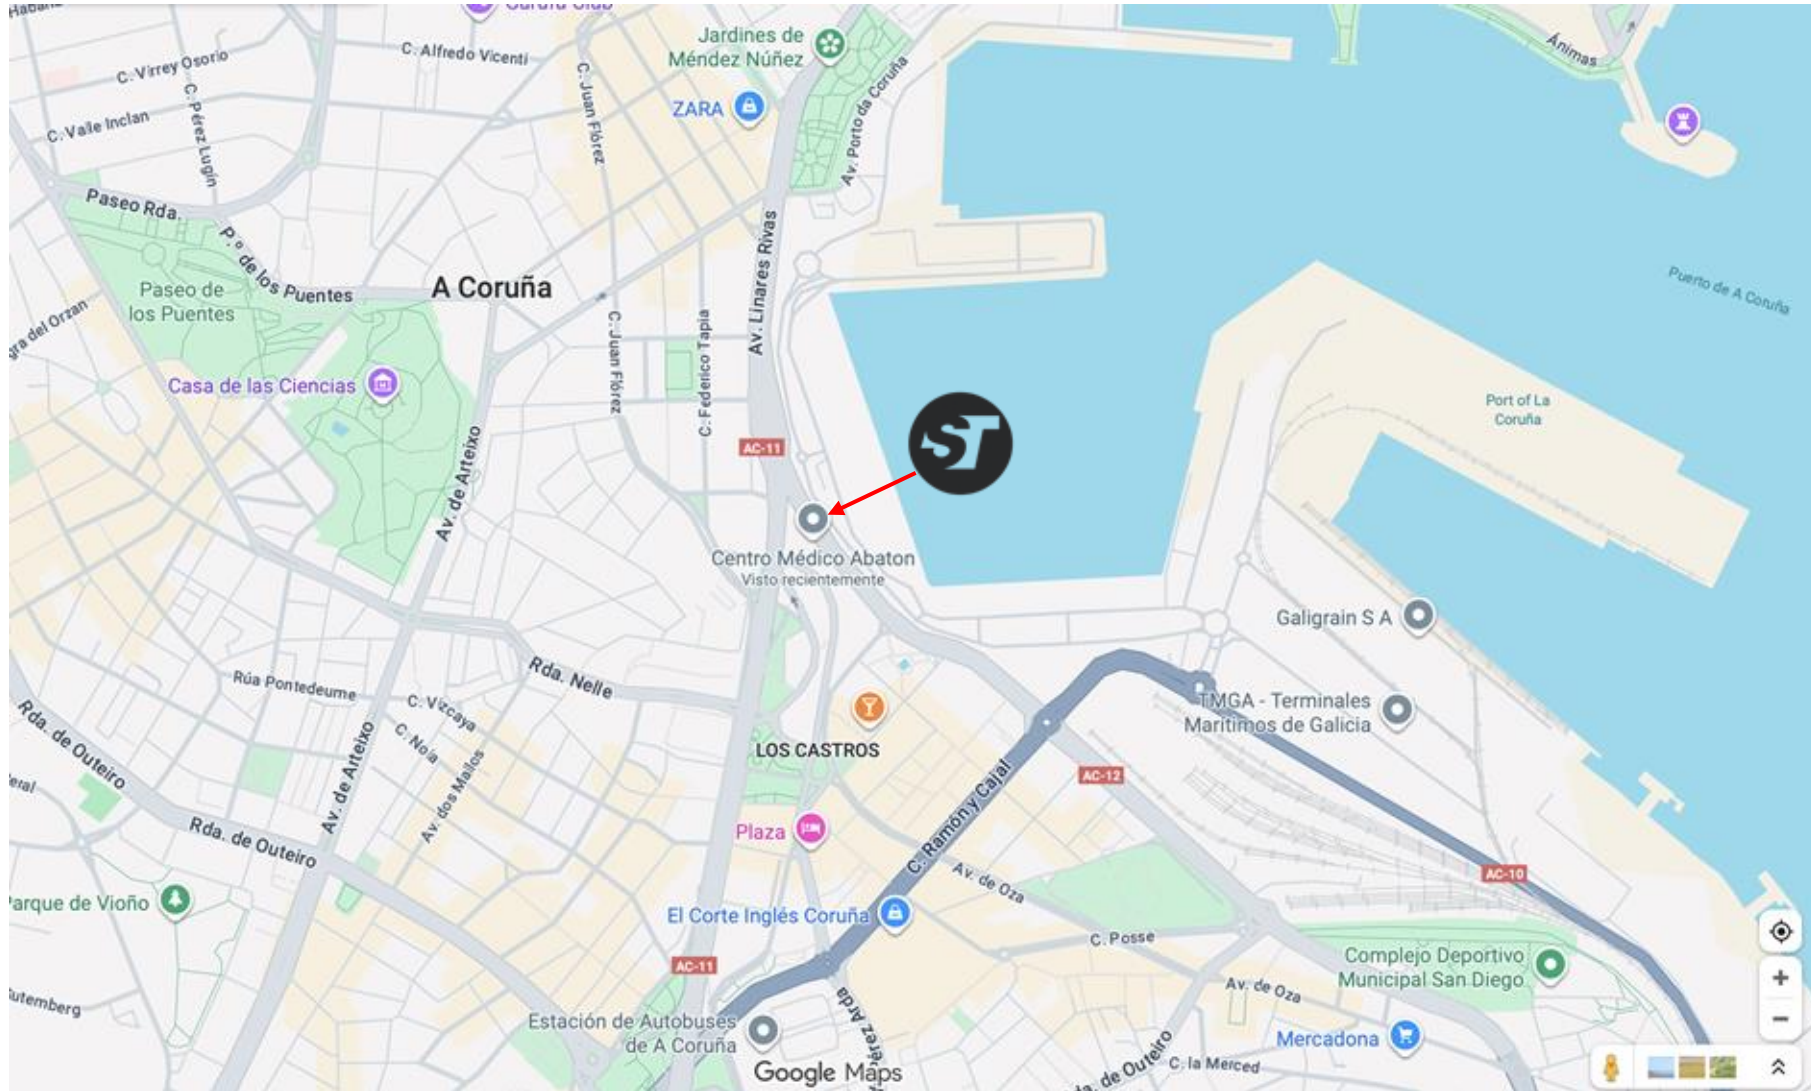 C. Alfredo Vicenti
Jardines de
Méndez Núñez
Ánimas
C. Virrey Osorio
C. Pérez Lugín
C. Juan Flórez
ZARA
Av. Porto da Coruña
C. Valle Inclan
Paseo Rda.
P.º de los Puentes
Paseo de
los Puentes
A Coruña
Av. Linares Rivas
Puerto de A Coruña
C. Juan Flórez
C. Federico Tapia
Casa de las Ciencias
Port of La
Coruña
AC-11
ST
Av. de Arteixo
Centro Médico Abaton
Visto recientemente
Galigrain S A
Rda. Nelle
Rúa Pontedeume
C. Vizcaya
C. Noia
TMGA - Terminales
Marítimos de Galicia
Rda. de Outeiro
LOS CASTROS
AC-12
Av. de Arteixo
Av. dos Mallos
Rda. de Outeiro
Plaza
C. Ramón y Cajal
Av. de Oza
AC-10
El Corte Inglés Coruña
C. Posse
Complejo Deportivo
Municipal San Diego
AC-11
Av. de Oza
Estación de Autobuses
de A Coruña
Mercadona
C. la Merced
Google Maps